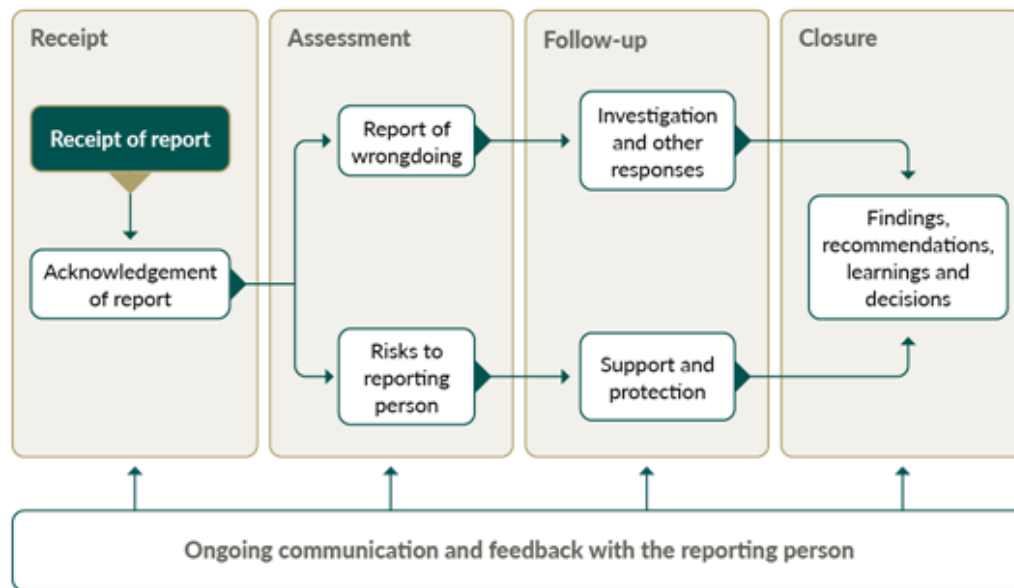 Receipt
Receipt of report
Acknowledgement
of report
Assessment
Report of
wrongdoing
Risks to
reporting
person
Follow-up
Investigation
and other
responses
Support and
protection
Closure
Findings,
recommendations,
learnings and
decisions
Ongoing communication and feedback with the reporting person